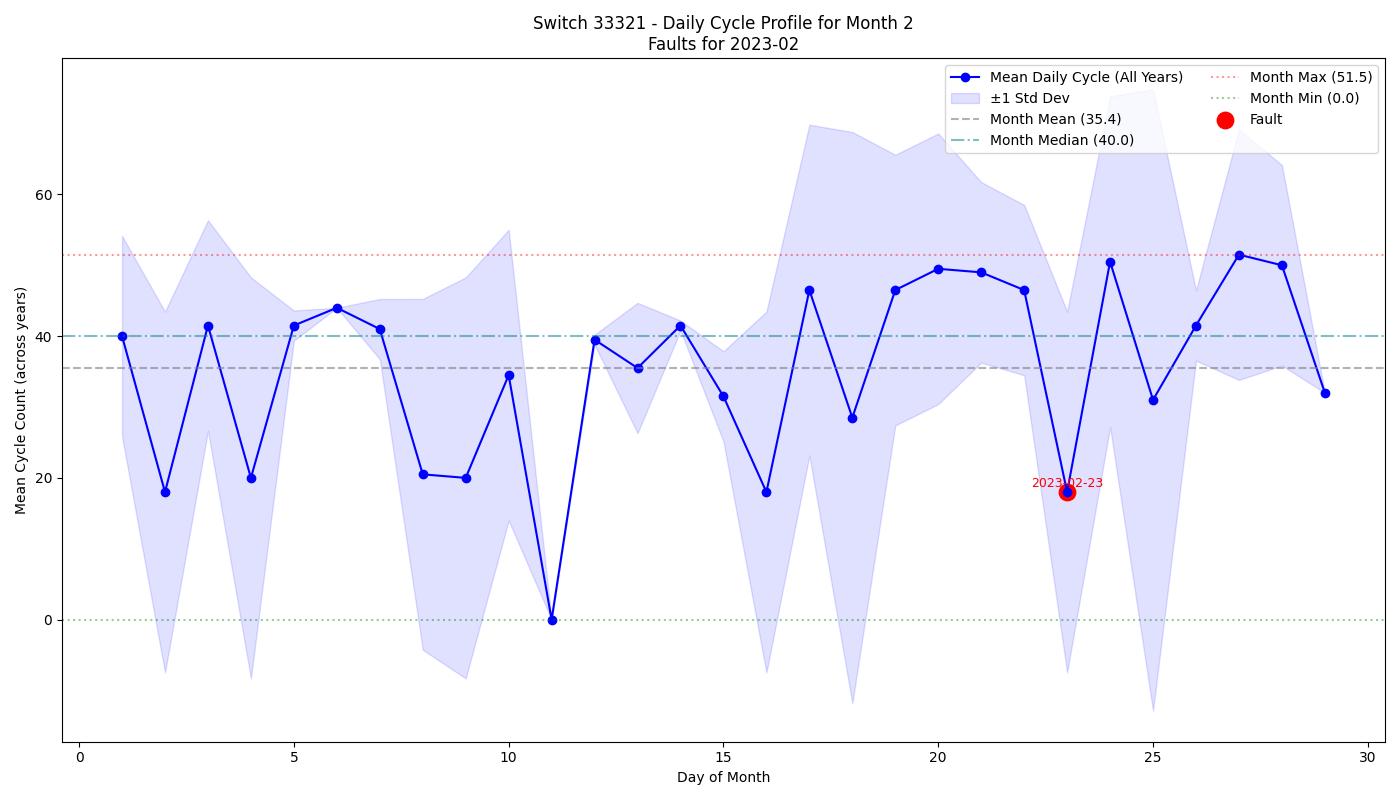 Switch 33321 - Daily Cycle Profile for Month 2
Faults for 2023-02
Mean Daily Cycle (All Years)
±1 Std Dev
Month Mean (35.4)
Month Median (40.0)
Month Max (51.5)
Month Min (0.0)
Fault
Mean Cycle Count (across years)
60
40
20
0
2023-02-23
0 5 10 15 20 25 30
Day of Month